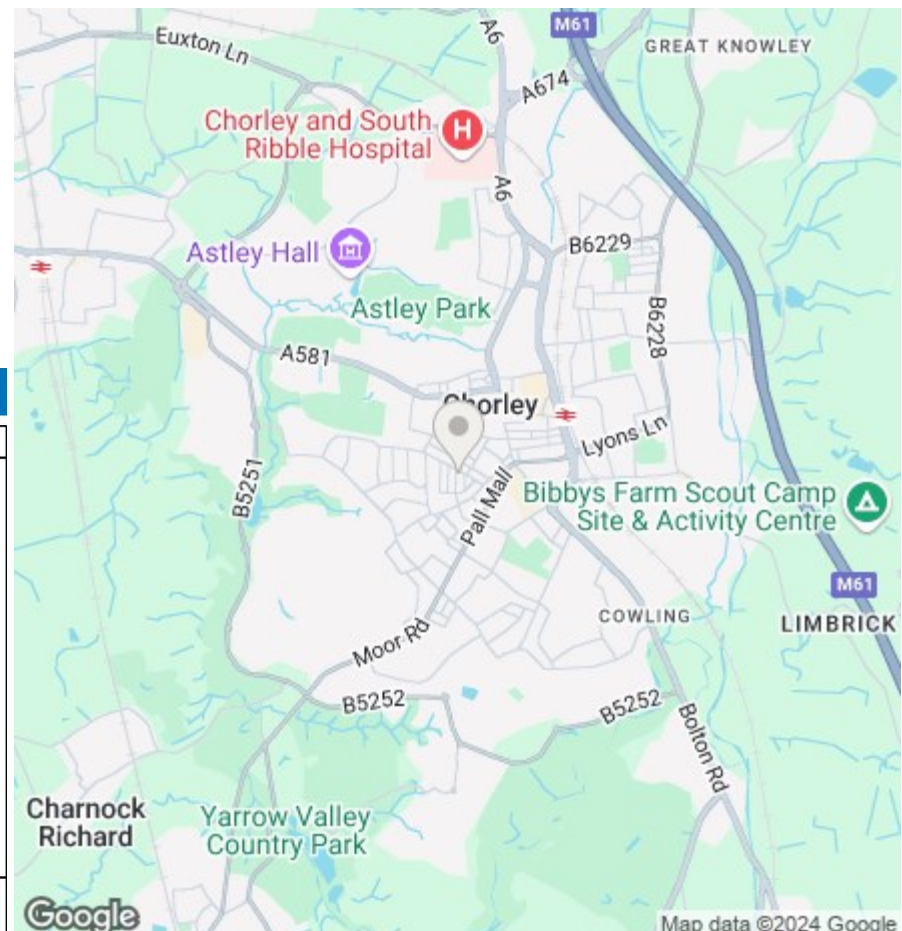 M61
Euxton Ln
A6
GREAT KNOWLEY
A674
Chorley and South
Ribble Hospital
H
A6
B6229
Astley Hall
Astley Park
B6228
A581
Chorley
Lyons Ln
B5251
Pall Mall
Bibbys Farm Scout Camp
Site & Activity Centre
M61
COWLING
LIMBRICK
Moor Rd
B5252
B5252
Bolton Rd
Charnock
Richard
Yarrow Valley
Country Park
Google
Map data ©2024 Google